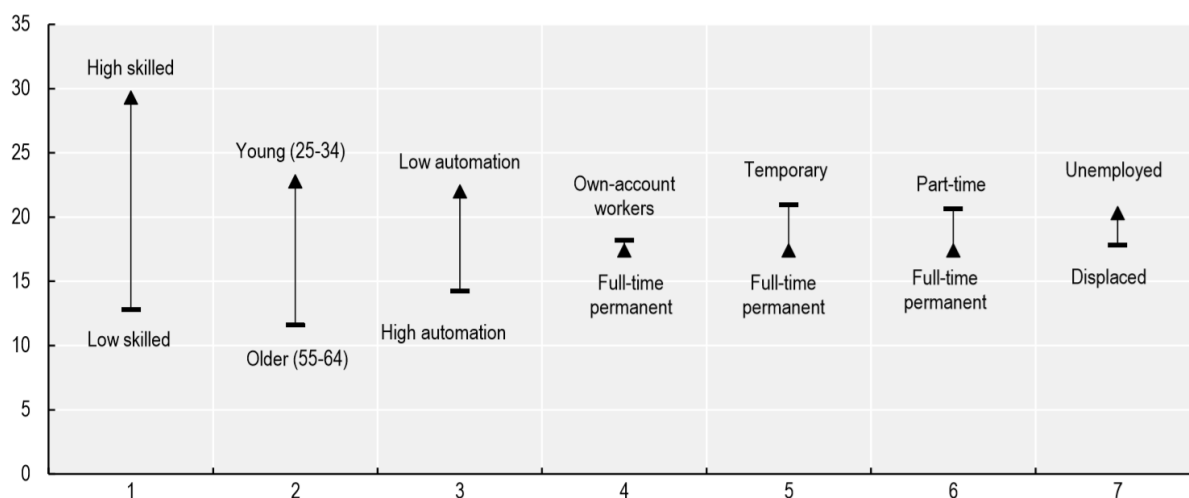 35
30
25
20
15
10
5
0
High skilled
Low skilled
Young (25-34)
Older (55-64)
Low automation
High automation
Own-account
workers
Full-time
permanent
Temporary
Full-time
permanent
Part-time
Full-time
permanent
Unemployed
Displaced
1
2
3
4
5
6
7